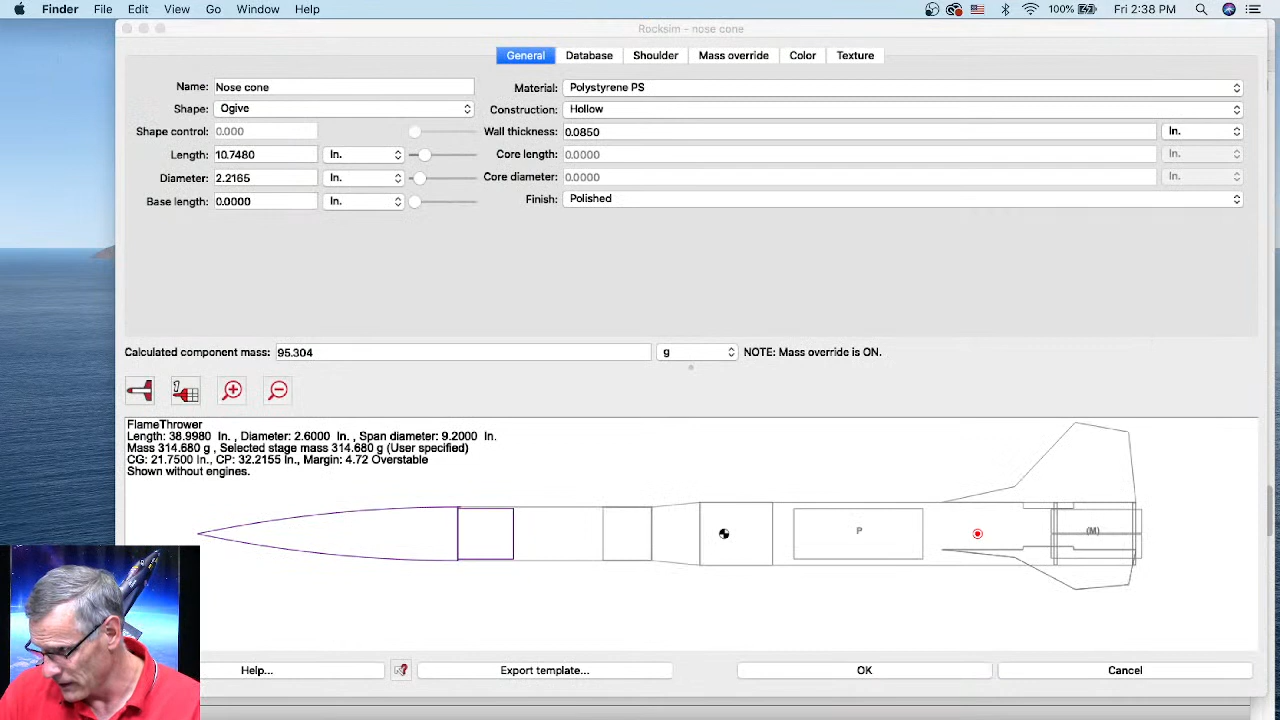 Finder File Edit View Go Window Help 100% Fri 2:38 PM
Rocksim - nose cone
General Database Shoulder Mass override Color Texture
Name: Nose cone
Shape: Ogive
Shape control: 0.000
Length: 10.7480 In.
Diameter: 2.2165 In.
Base length: 0.0000 In.
Material: Polystyrene PS
Construction: Hollow
Wall thickness: 0.0850 In.
Core length: 0.0000 In.
Core diameter: 0.0000 In.
Finish: Polished
Calculated component mass: 95.304 g NOTE: Mass override is ON.
1
FlameThrower
Length: 38.9980 In. , Diameter: 2.6000 In. , Span diameter: 9.2000 In.
Mass 314.680 g , Selected stage mass 314.680 g (User specified)
CG: 21.7500 In., CP: 32.2155 In., Margin: 4.72 Overstable
Shown without engines.
P
(M)
Help... ? Export template... OK Cancel